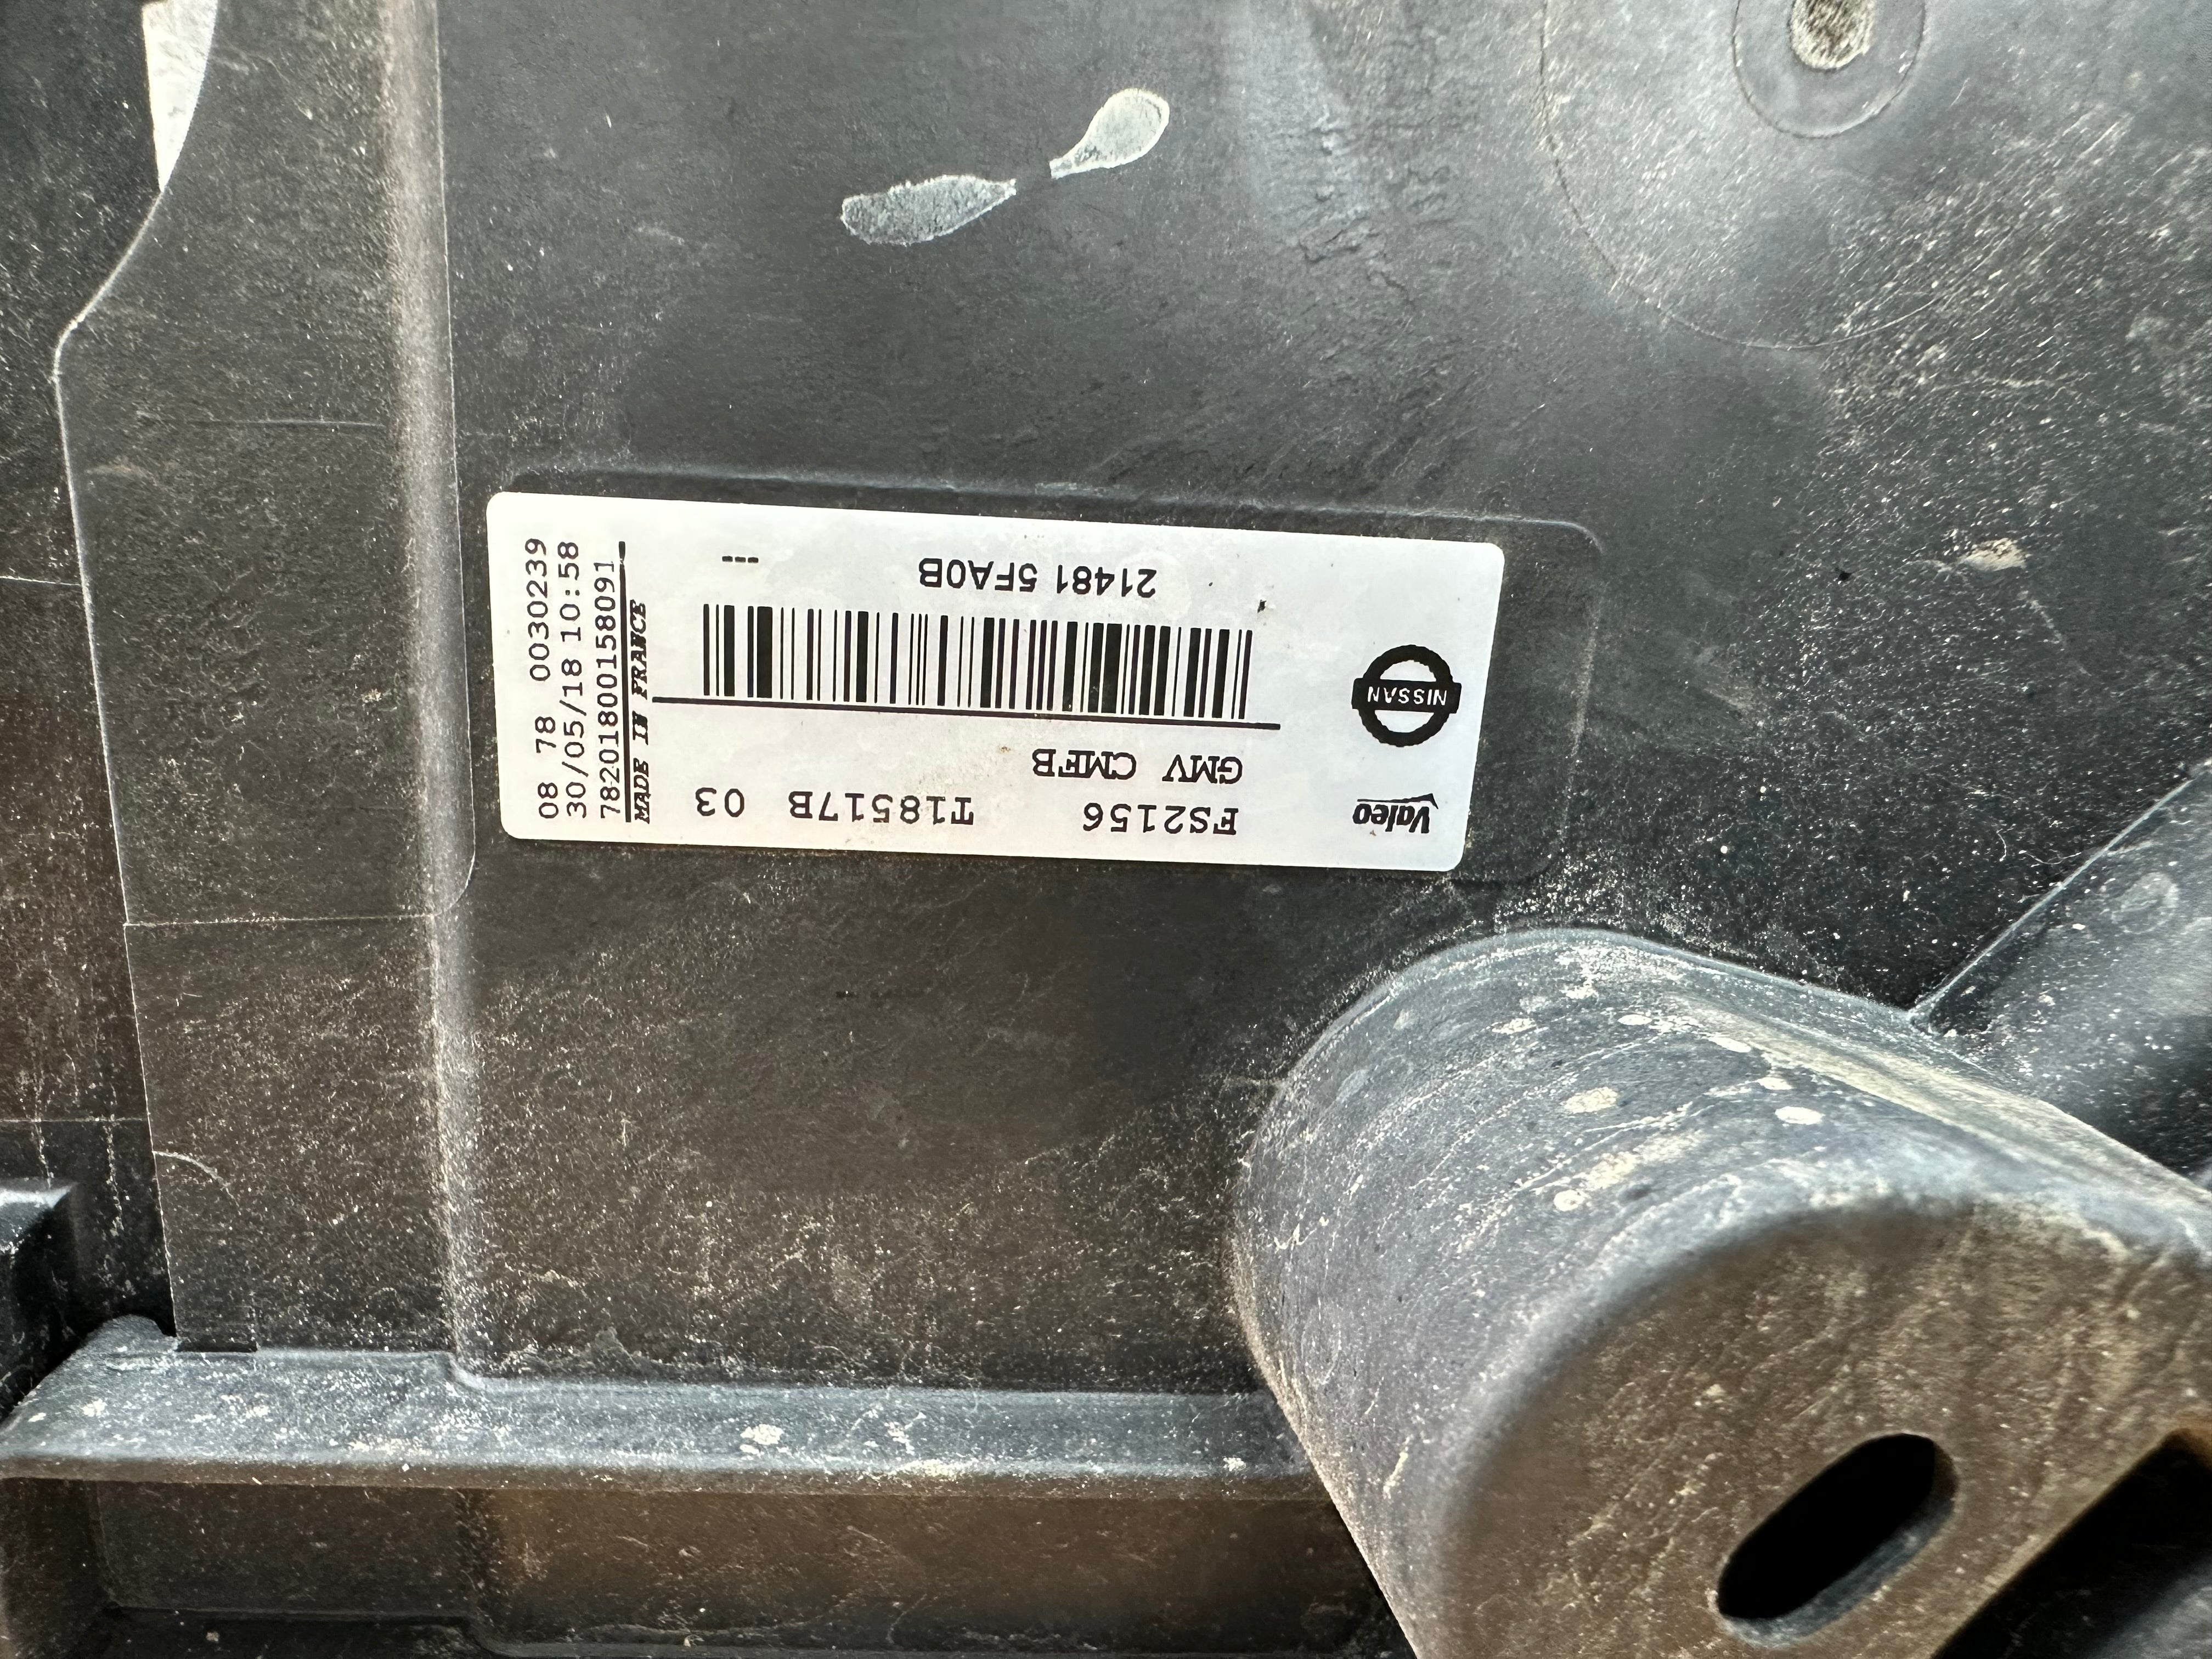 Valeo
FS2156 T18517B 03
GMV CMFB
NISSAN
21481 5FA0B ---
MADE IN FRANCE
7820180015809​1
30/05/18 10:58
08 78 0030239